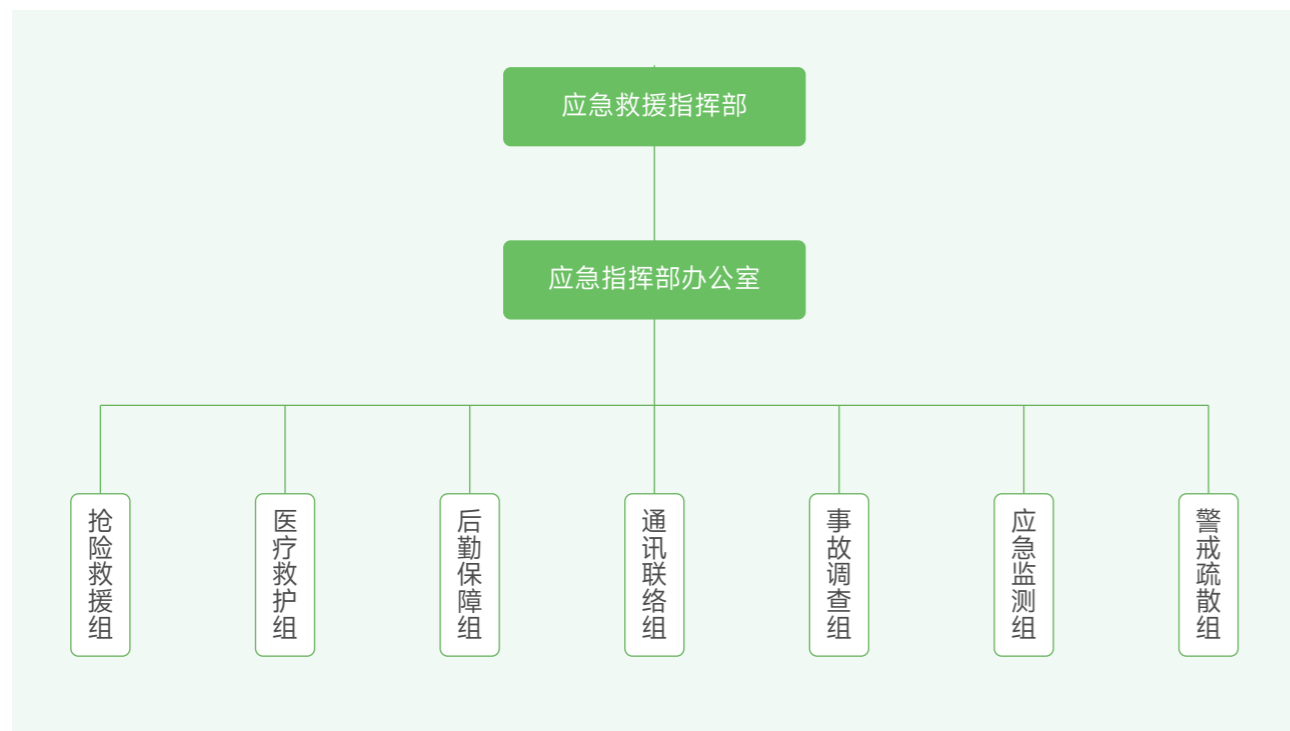 应急救援指挥部
应急指挥部办公室
抢险救援组
医疗救护组
后勤保障组
通讯联络组
事故调查组
应急监测组
警戒疏散组